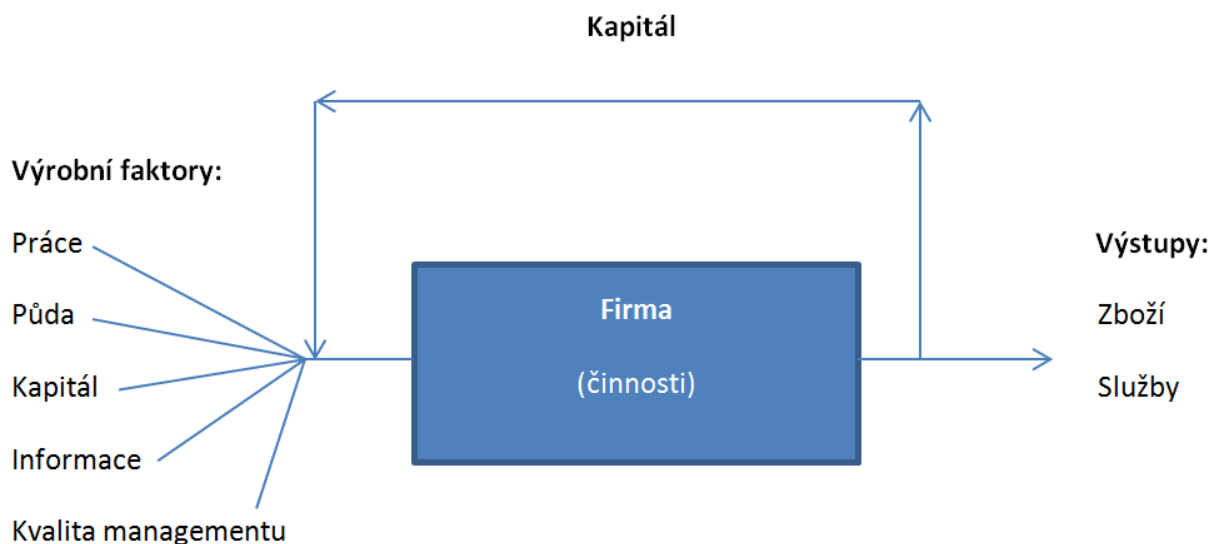 Kapitál
Výrobní faktory:
Práce
Půda
Kapitál
Informace
Kvalita managementu
Firma
(činnosti)
Výstupy:
Zboží
Služby